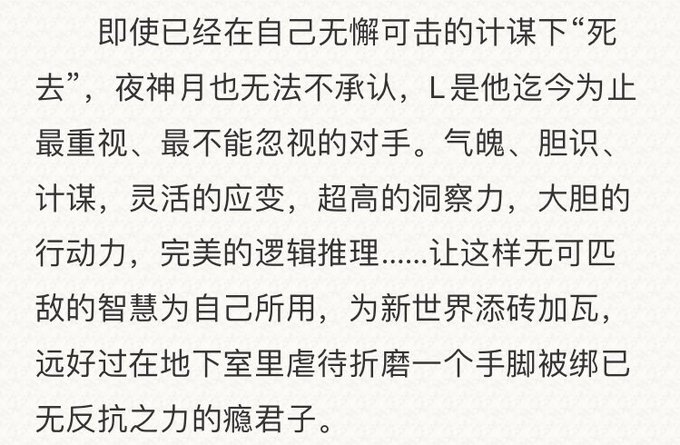 即使已经在自己无懈可击的计谋下“死
去”，夜神月也无法不承认，L是他迄今为止
最重视、最不能忽视的对手。气魄、胆识、
计谋，灵活的应变，超高的洞察力，大胆的
行动力，完美的逻辑推理……让这样无可匹
敌的智慧为自己所用，为新世界添砖加瓦，
远好过在地下室里虐待折磨一个手脚被绑已
无反抗之力的瘾君子。